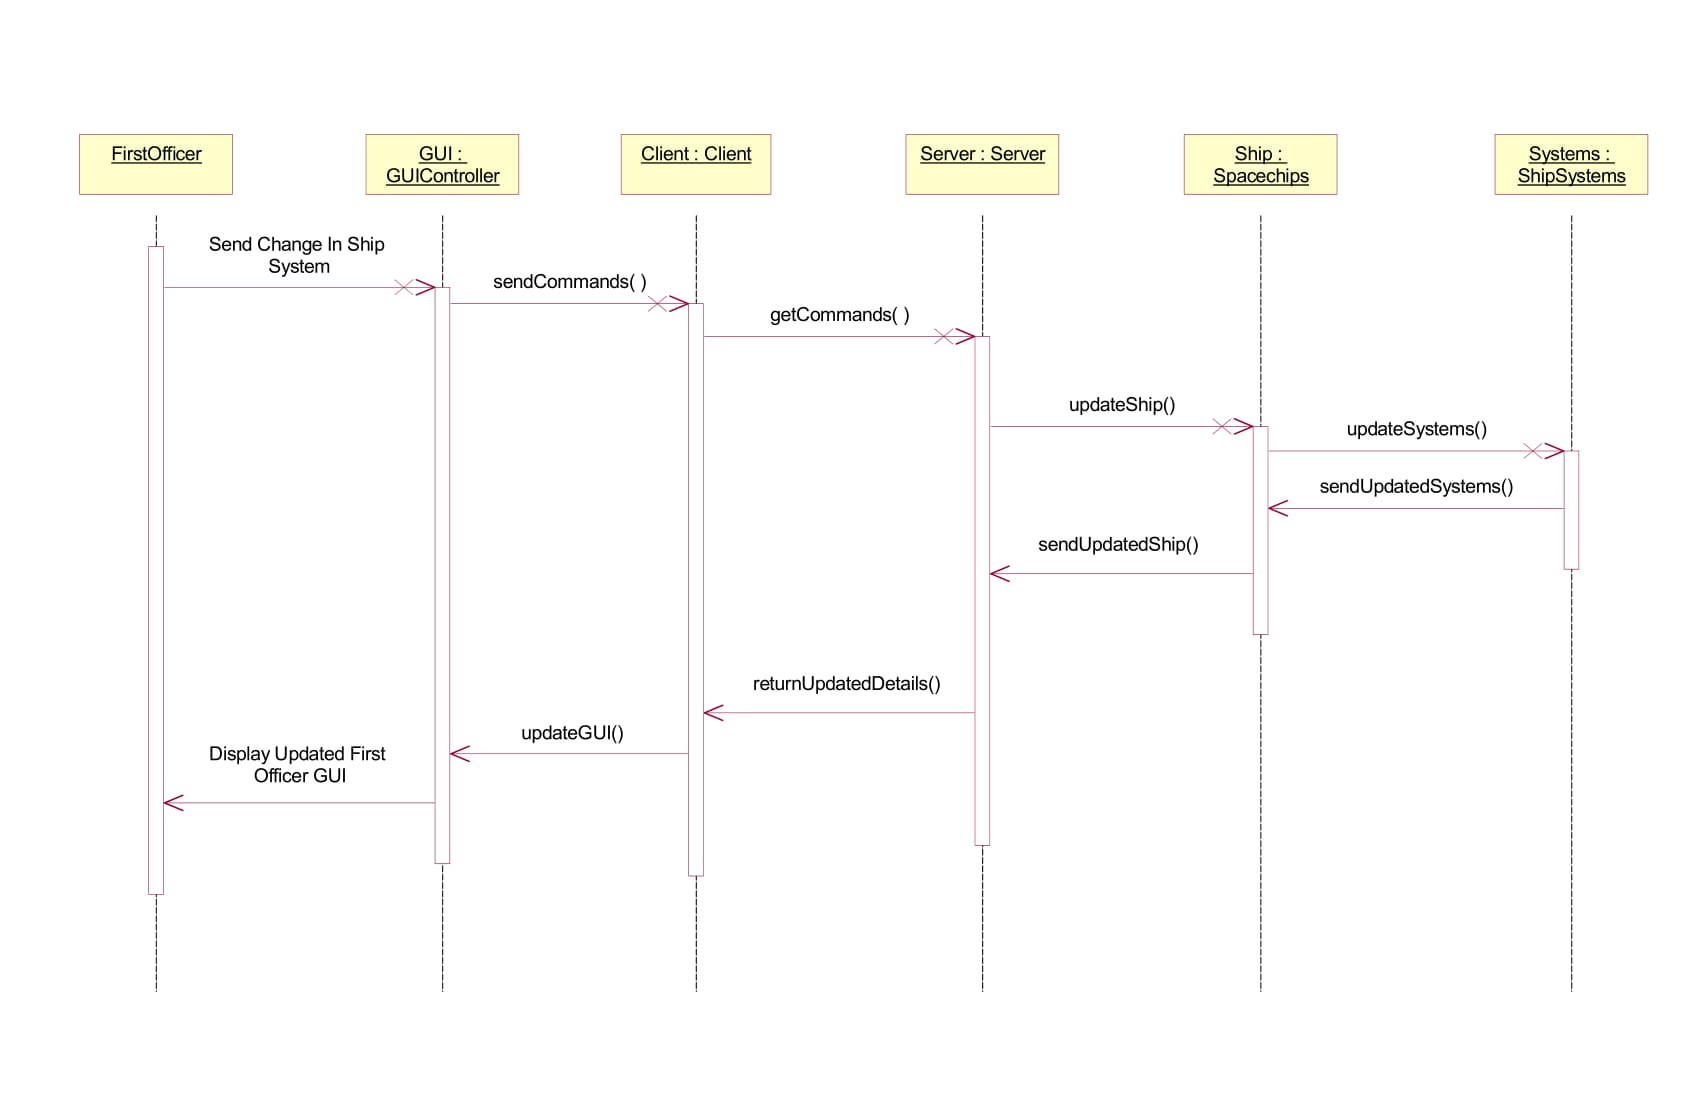 FirstOfficer
GUI :
GUIController
Client : Client
Server : Server
Ship :
Spacechips
Systems :
ShipSystems
Send Change In Ship
System
sendCommands( )
getCommands( )
updateShip()
updateSystems()
sendUpdatedSystems()
sendUpdatedShip()
returnUpdatedDetails()
updateGUI()
Display Updated First
Officer GUI